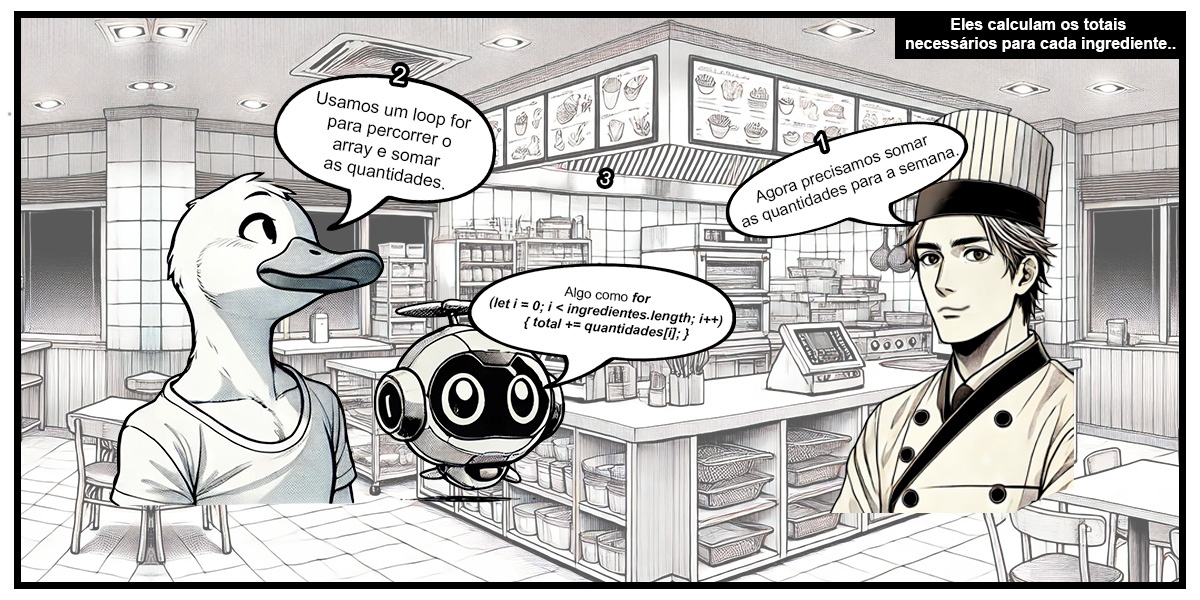 Eles calculam os totais
necessários para cada ingrediente..
1
Agora precisamos somar
as quantidades para a semana.
2
Usamos um loop for
para percorrer o
array e somar
as quantidades.
3
Algo como for
(let i = 0; i < ingredientes.length; i++)
{ total += quantidades[i]; }